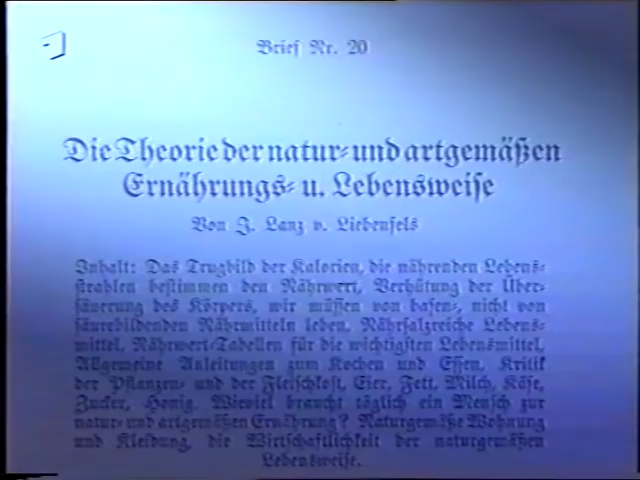 Brief Nr. 20
Die Theorie der natur- und artgemäßen
Ernährungs- u. Lebensweise
Von J. Lanz v. Liebenfels
Inhalt: Das Trugbild der Kalorien, die nährenden Lebens-
strahlen bestimmen den Nährwert, Verhütung der Über-
säuerung des Körpers, wir müssen von basen-, nicht von
säurebildenden Nährmitteln leben, Nährsalzreiche Lebens-
mittel, Nährwert-Tabellen für die wichtigsten Lebensmittel,
Allgemeine Anleitungen zum Kochen und Essen, Kritik
der Pflanzen- und der Fleischkost, Eier, Fett, Milch, Käse,
Zucker, Honig. Wieviel braucht täglich ein Mensch zur
natur- und artgemäßen Ernährung? Naturgemäße Wohnung
und Kleidung, die Wirtschaftlichkeit der naturgemäßen
Lebensweise.